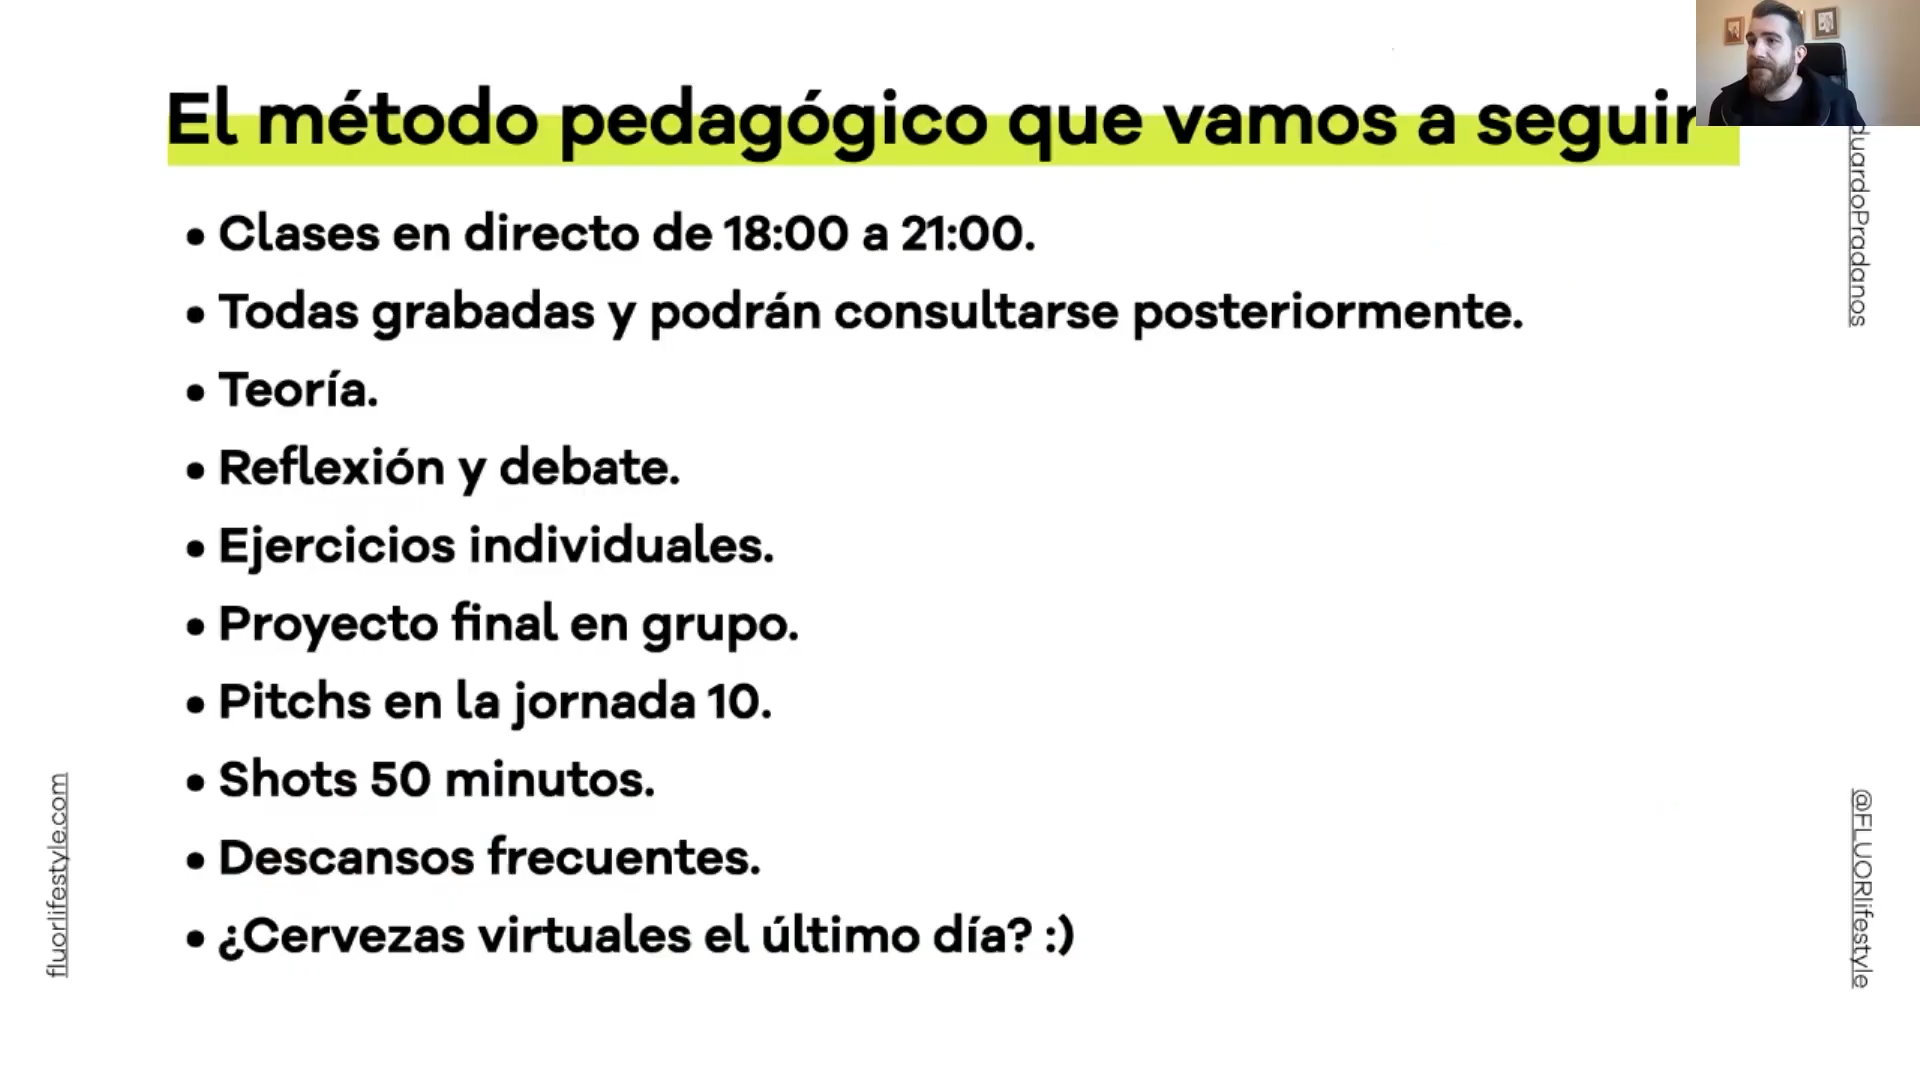 El método pedagógico que vamos a seguir
• Clases en directo de 18:00 a 21:00.
• Todas grabadas y podrán consultarse posteriormente.
• Teoría.
• Reflexión y debate.
• Ejercicios individuales.
• Proyecto final en grupo.
• Pitchs en la jornada 10.
• Shots 50 minutos.
• Descansos frecuentes.
• ¿Cervezas virtuales el último día? :)
fluorlifestyle.com
duardoPradanos
@FLUORlifestyle